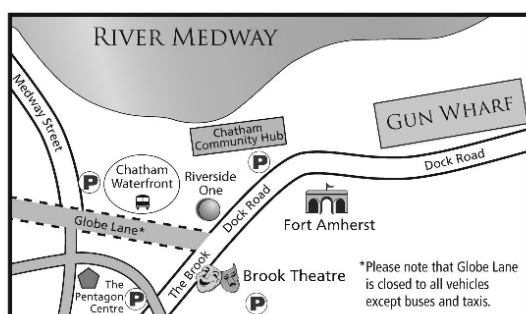 RIVER MEDWAY
Medway Street
Chatham
Community Hub
GUN WHARF
P
P
Chatham
Waterfront
Riverside
One
Dock Road
Dock Road
Fort Amherst
Globe Lane*
The Brook
Brook Theatre
The
Pentagon
Centre
P
P
*Please note that Globe Lane
is closed to all vehicles
except buses and taxis.